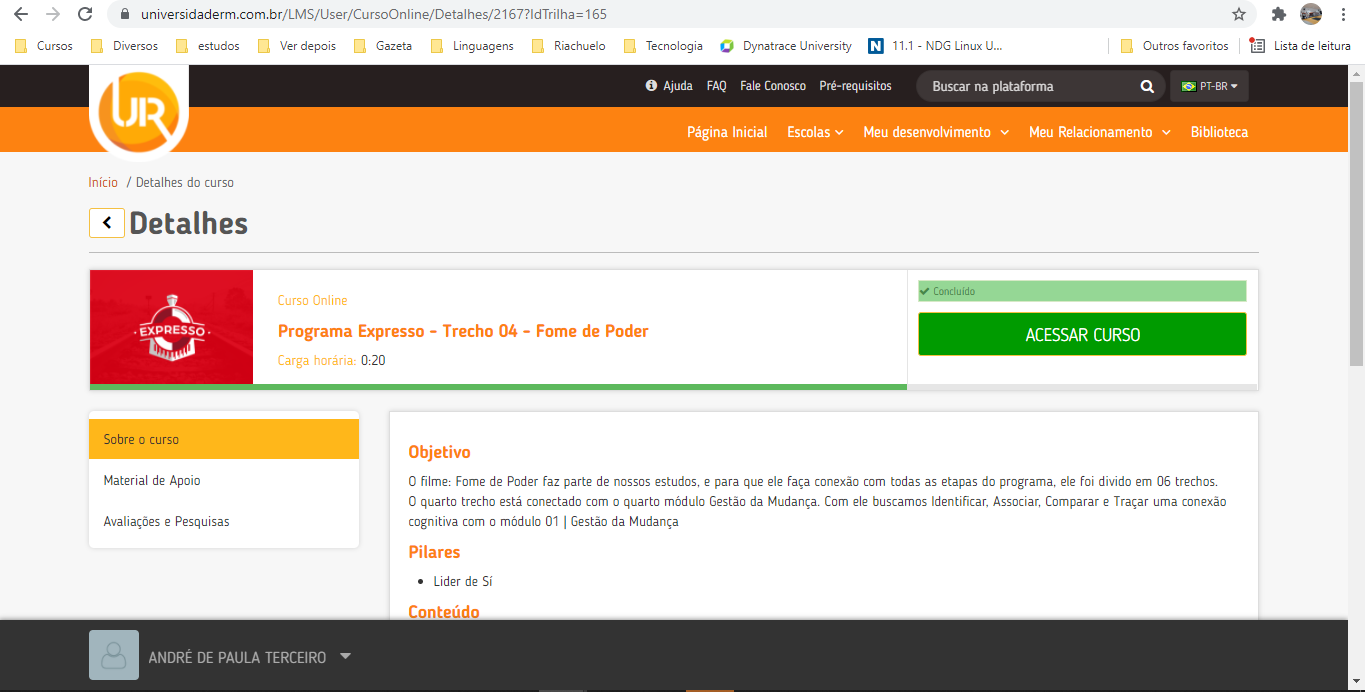 universidaderm.com.br/LMS/User/CursoOnline/Detalhes/2167?IdTrilha=165
Cursos Diversos estudos Ver depois Gazeta Linguagens Riachuelo Tecnologia Dynatrace University N 11.1 - NDG Linux U... Outros favoritos Lista de leitura
UR
Ajuda FAQ Fale Conosco Pré-requisitos Buscar na plataforma PT-BR
Página Inicial Escolas Meu desenvolvimento Meu Relacionamento Biblioteca
Início / Detalhes do curso
Detalhes
EXPRESSO
Curso Online
Programa Expresso - Trecho 04 - Fome de Poder
Carga horária: 0:20
Concluído
ACESSAR CURSO
Sobre o curso
Material de Apoio
Avaliações e Pesquisas
Objetivo
O filme: Fome de Poder faz parte de nossos estudos, e para que ele faça conexão com todas as etapas do programa, ele foi divido em 06 trechos.
O quarto trecho está conectado com o quarto módulo Gestão da Mudança. Com ele buscamos Identificar, Associar, Comparar e Traçar uma conexão
cognitiva com o módulo 01 | Gestão da Mudança
Pilares
• Lider de Sí
Conteúdo
ANDRÉ DE PAULA TERCEIRO